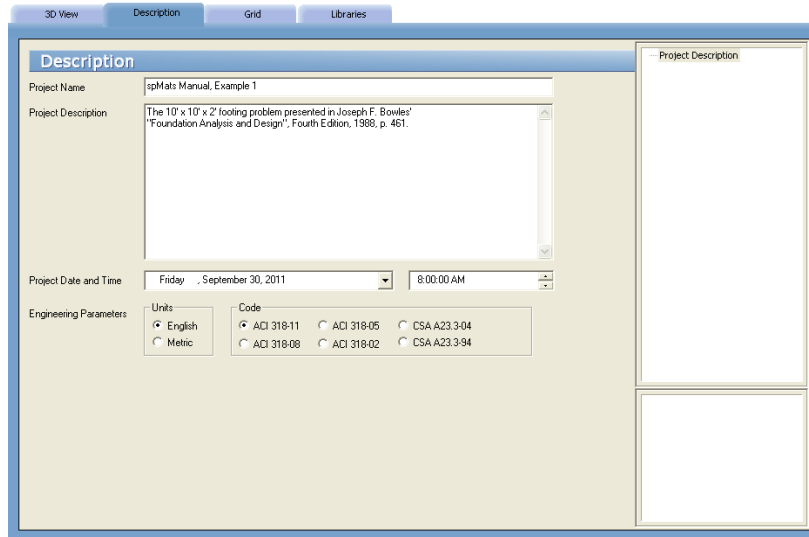 3D View
Description
Grid
Libraries
Description
Project Description
Project Name
spMats Manual, Example 1
Project Description
The 10' x 10' x 2' footing problem presented in Joseph F. Bowles'
"Foundation Analysis and Design", Fourth Edition, 1988, p. 461.
Project Date and Time
Friday , September 30, 2011
8:00:00 AM
Engineering Parameters
Units
English
Metric
Code
ACI 318-11
ACI 318-05
CSA A23.3-04
ACI 318-08
ACI 318-02
CSA A23.3-94